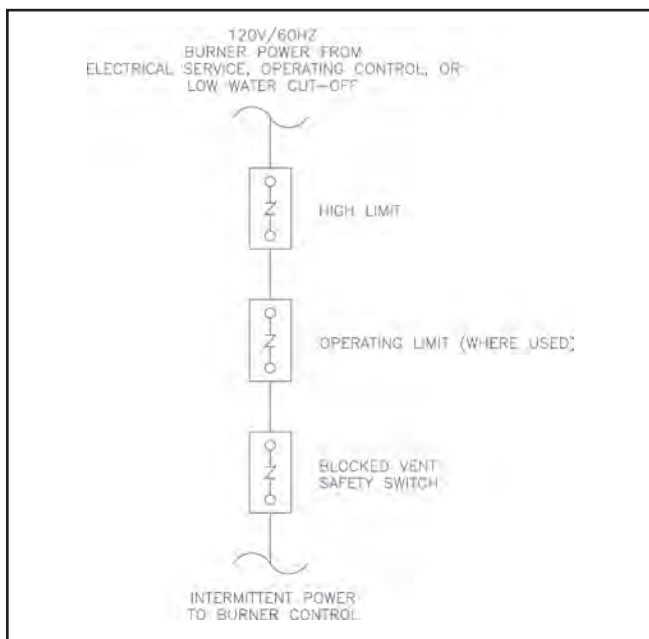 120V/60HZ
BURNER POWER FROM
ELECTRICAL SERVICE, OPERATING CONTROL, OR
LOW WATER CUT-OFF
HIGH LIMIT
OPERATING LIMIT (WHERE USED)
BLOCKED VENT
SAFETY SWITCH
INTERMITTENT POWER
TO BURNER CONTROL